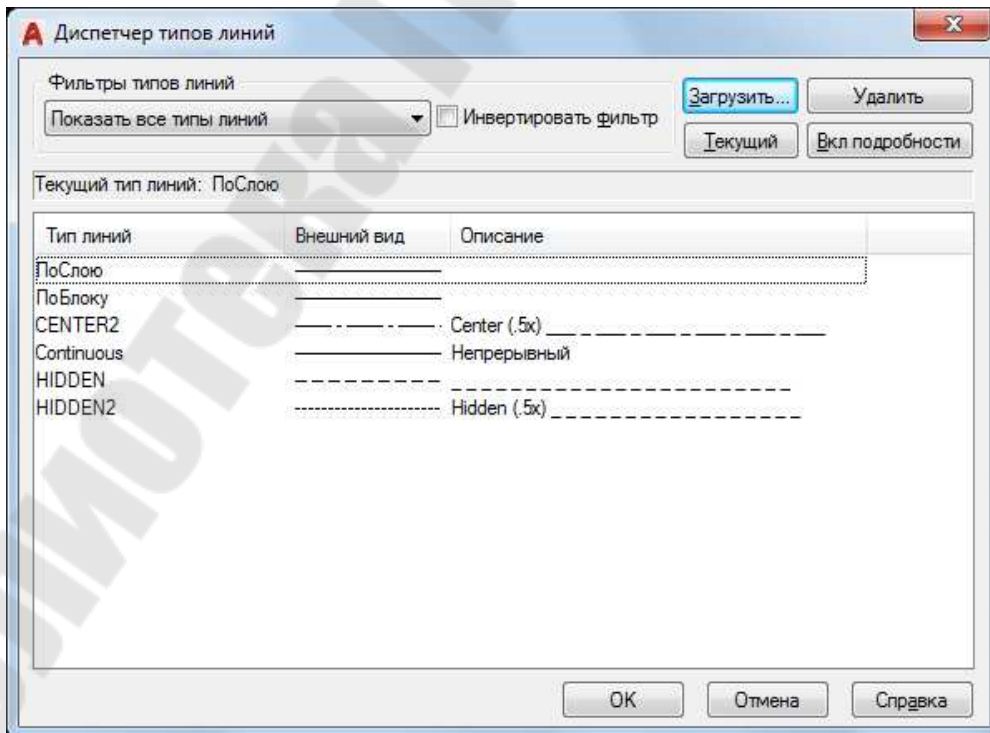 Диспетчер типов линий
Фильтры типов линий
Показать все типы линий
Инвертировать фильтр
Загрузить...
Удалить
Текущий
Вкл подробности
Текущий тип линий: ПоСлою
Тип линий Внешний вид Описание
ПоСлою
ПоБлоку
CENTER2 Center (.5x)
Continuous Непрерывный
HIDDEN
HIDDEN2 Hidden (.5x)
OK Отмена Справка